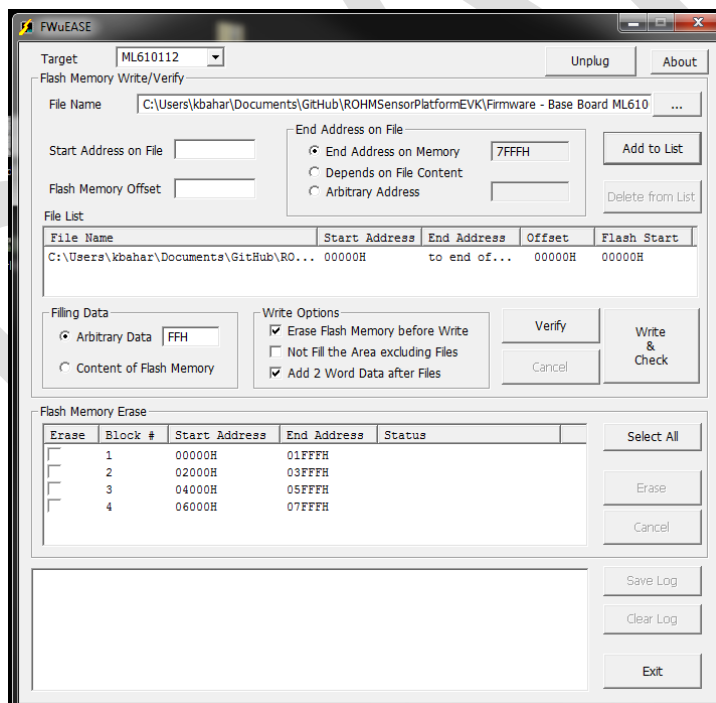 FWuEASE
Target ML610112 Unplug About
Flash Memory Write/Verify
File Name C:\Users\kbahar\Documents\GitHub\ROHMSensorPlatformEVK\Firmware - Base Board ML610 ...
End Address on File
Start Address on File End Address on Memory 7FFFH Add to List
Depends on File Content
Flash Memory Offset Arbitrary Address Delete from List
File List
File Name Start Address End Address Offset Flash Start
C:\Users\kbahar\Documents\GitHub\RO... 00000H to end of... 00000H 00000H
Filling Data Write Options
Arbitrary Data FFH Erase Flash Memory before Write Verify Write
Not Fill the Area excluding Files &
Content of Flash Memory Add 2 Word Data after Files Cancel Check
Flash Memory Erase
Erase Block # Start Address End Address Status Select All
1 00000H 01FFFH
2 02000H 03FFFH
3 04000H 05FFFH Erase
4 06000H 07FFFH
Cancel
Save Log
Clear Log
Exit